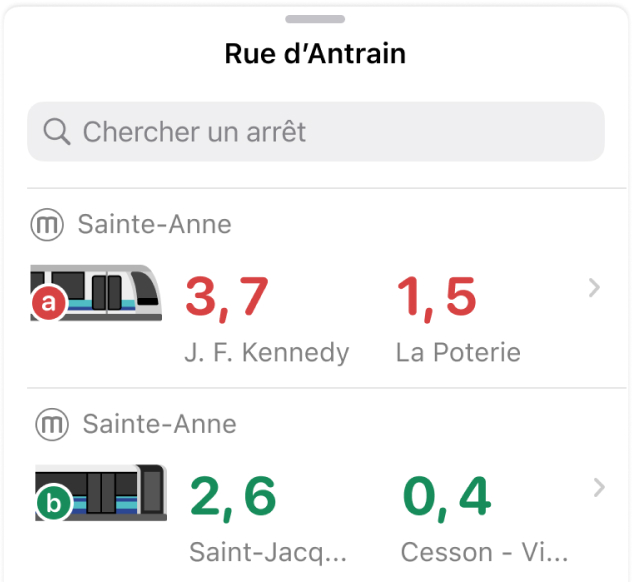 Rue d’Antrain
Chercher un arrêt
m Sainte-Anne
a 3, 7 1, 5
J. F. Kennedy La Poterie
m Sainte-Anne
b 2, 6 0, 4
Saint-Jacq... Cesson - Vi...